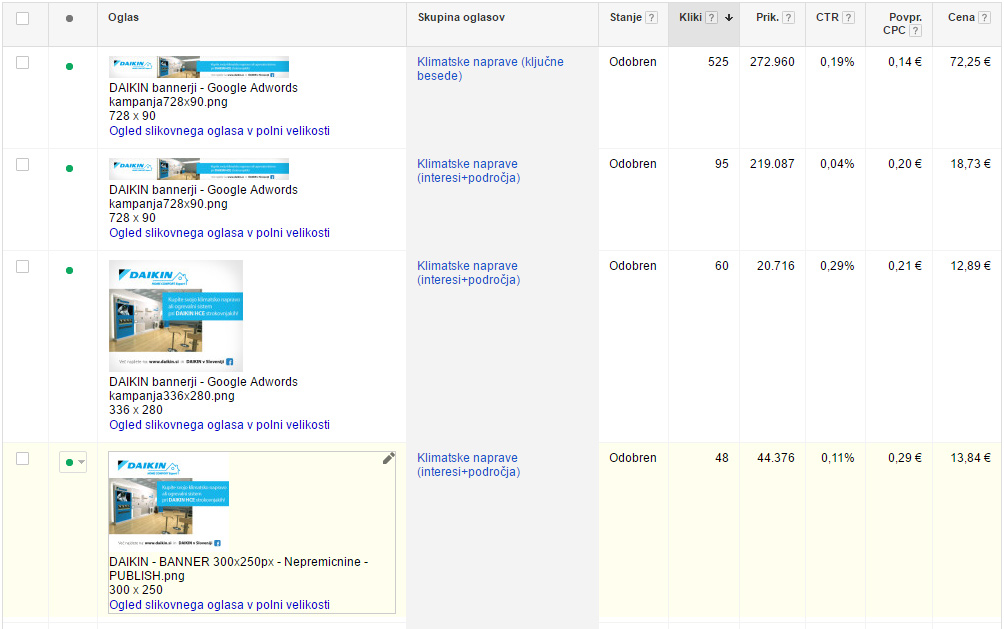 Oglas Skupina oglasov Stanje ? Kliki ? Prik. ? CTR ? Povpr. CPC ? Cena ?
DAIKIN
DAIKIN bannerji - Google Adwords
kampanja728x90.png
728 x 90
Ogled slikovnega oglasa v polni velikosti
Klimatske naprave (ključne
besede)
Odobren 525 272.960 0,19% 0,14 € 72,25 €
DAIKIN
DAIKIN bannerji - Google Adwords
kampanja728x90.png
728 x 90
Ogled slikovnega oglasa v polni velikosti
Klimatske naprave
(interesi+področja)
Odobren 95 219.087 0,04% 0,20 € 18,73 €
DAIKIN
HOME COMFORT Expert
Kupite svojo klimatsko napravo
ali ogrevalni sistem
pri DAIKIN HCE strokovnjakih!
Več najdete na: www.daikin.si in DAIKIN v Sloveniji
DAIKIN bannerji - Google Adwords
kampanja336x280.png
336 x 280
Ogled slikovnega oglasa v polni velikosti
Klimatske naprave
(interesi+področja)
Odobren 60 20.716 0,29% 0,21 € 12,89 €
DAIKIN
HOME COMFORT Expert
Kupite svojo klimatsko napravo
ali ogrevalni sistem
pri DAIKIN HCE strokovnjakih!
Več najdete na: www.daikin.si in DAIKIN v Sloveniji
DAIKIN - BANNER 300x250px - Nepremicnine -
PUBLISH.png
300 x 250
Ogled slikovnega oglasa v polni velikosti
Klimatske naprave
(interesi+področja)
Odobren 48 44.376 0,11% 0,29 € 13,84 €